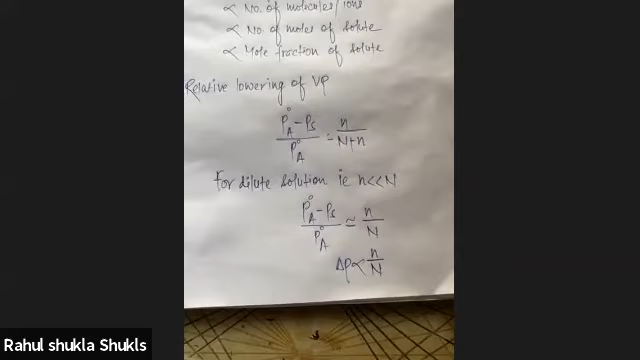 ∝ No. of molecules/ions
∝ No. of moles of solute
∝ Mole fraction of solute
Relative lowering of VP
(P°A - Ps) / P°A = n / (N+n)
For dilute solution ie n<<N
(P°A - Ps) / P°A ≃ n / N
Δp ∝ n / N
Rahul shukla Shukls